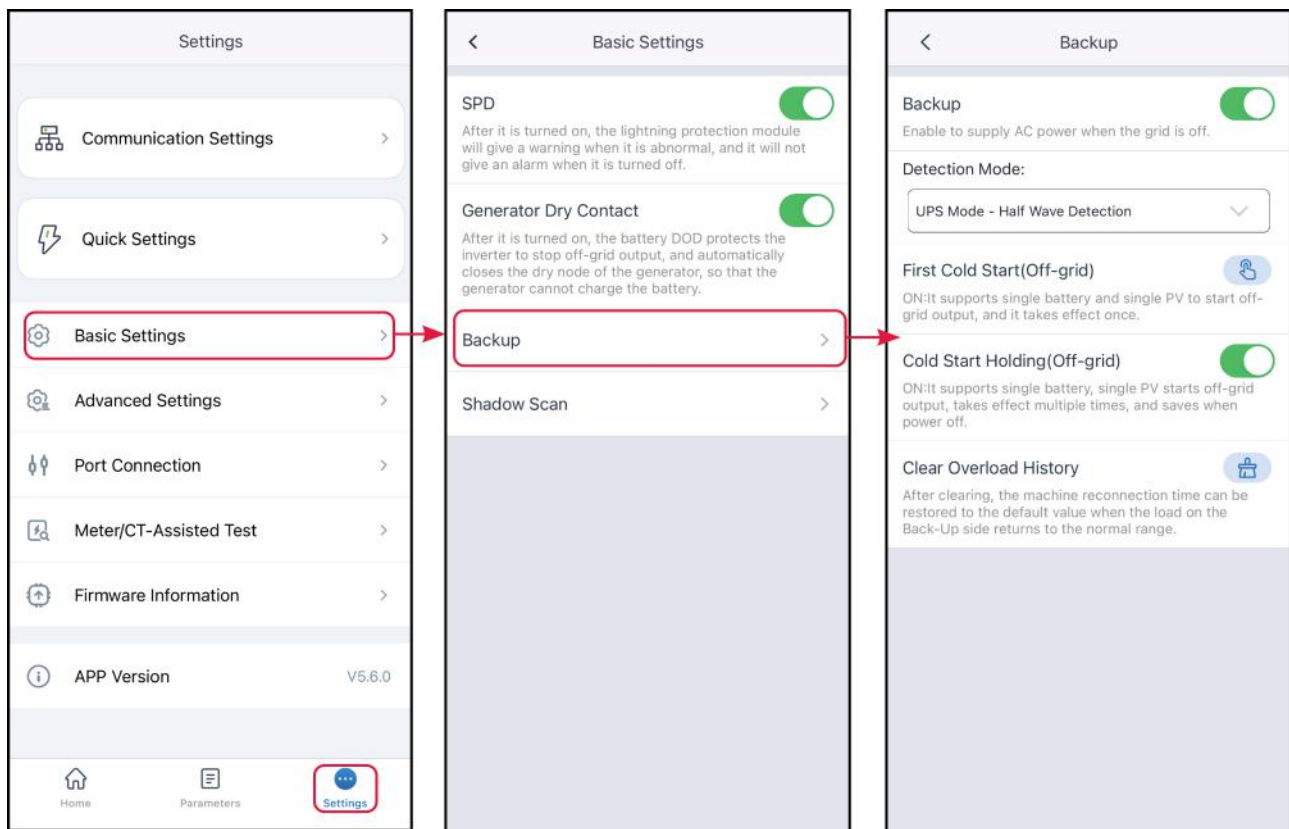 Settings
Communication Settings
Quick Settings
Basic Settings
Advanced Settings
Port Connection
Meter/CT-Assisted Test
Firmware Information
APP Version
V5.6.0
Home
Parameters
Settings
Basic Settings
SPD
After it is turned on, the lightning protection module
will give a warning when it is abnormal, and it will not
give an alarm when it is turned off.
Generator Dry Contact
After it is turned on, the battery DOD protects the
inverter to stop off-grid output, and automatically
closes the dry node of the generator, so that the
generator cannot charge the battery.
Backup
Shadow Scan
Backup
Backup
Enable to supply AC power when the grid is off.
Detection Mode:
UPS Mode - Half Wave Detection
First Cold Start(Off-grid)
ON:It supports single battery and single PV to start off-
grid output, and it takes effect once.
Cold Start Holding(Off-grid)
ON:It supports single battery, single PV starts off-grid
output, takes effect multiple times, and saves when
power off.
Clear Overload History
After clearing, the machine reconnection time can be
restored to the default value when the load on the
Back-Up side returns to the normal range.